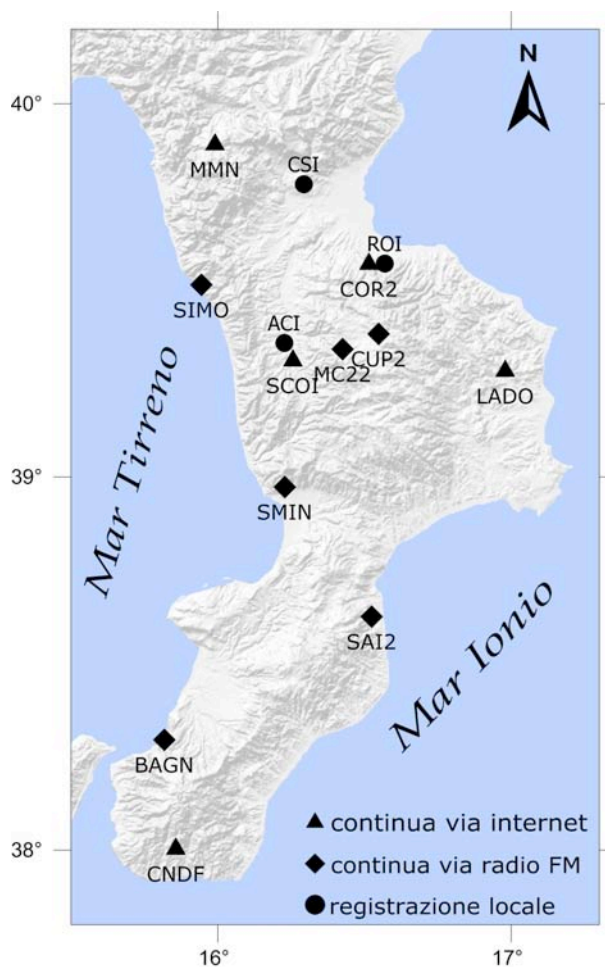 N
40°
MMN
CSI
ROI
COR2
SIMO
ACI
SCOI
MC22
CUP2
LADO
Mar Tirreno
39°
SMIN
SAI2
Mar Ionio
BAGN
continua via internet
38°
CNDF
continua via radio FM
registrazione locale
16°
17°